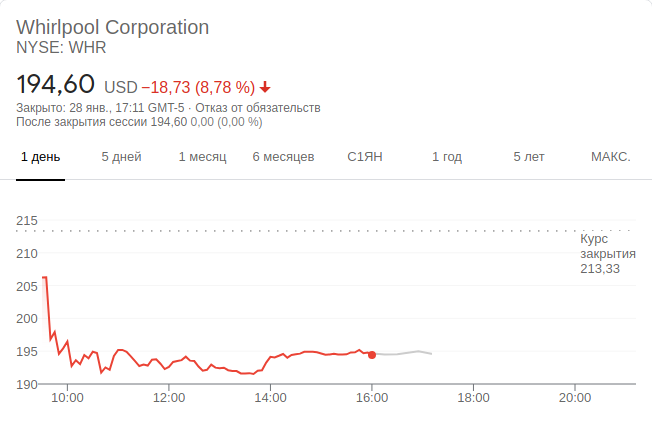 Whirlpool Corporation
NYSE: WHR
194,60 USD −18,73 (8,78 %)
Закрыто: 28 янв., 17:11 GMT-5 · Отказ от обязательств
После закрытия сессии 194,60 0,00 (0,00 %)
1 день 5 дней 1 месяц 6 месяцев С1ЯН 1 год 5 лет МАКС.
215
Курс
закрытия
213,33
210
205
200
195
190
10:00 12:00 14:00 16:00 18:00 20:00